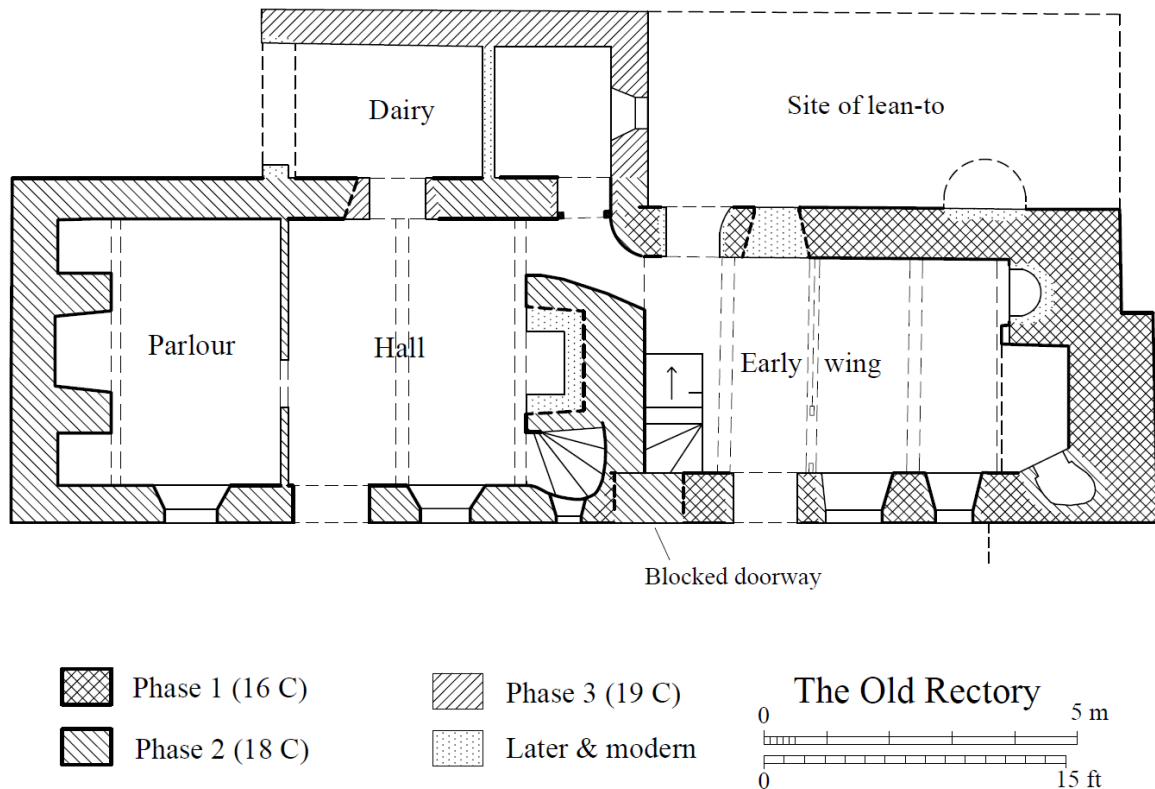 Dairy
Site of lean-to
Parlour
Hall
Early wing
Blocked doorway
Phase 1 (16 C)
Phase 2 (18 C)
Phase 3 (19 C)
Later & modern
The Old Rectory
0 5 m
0 15 ft